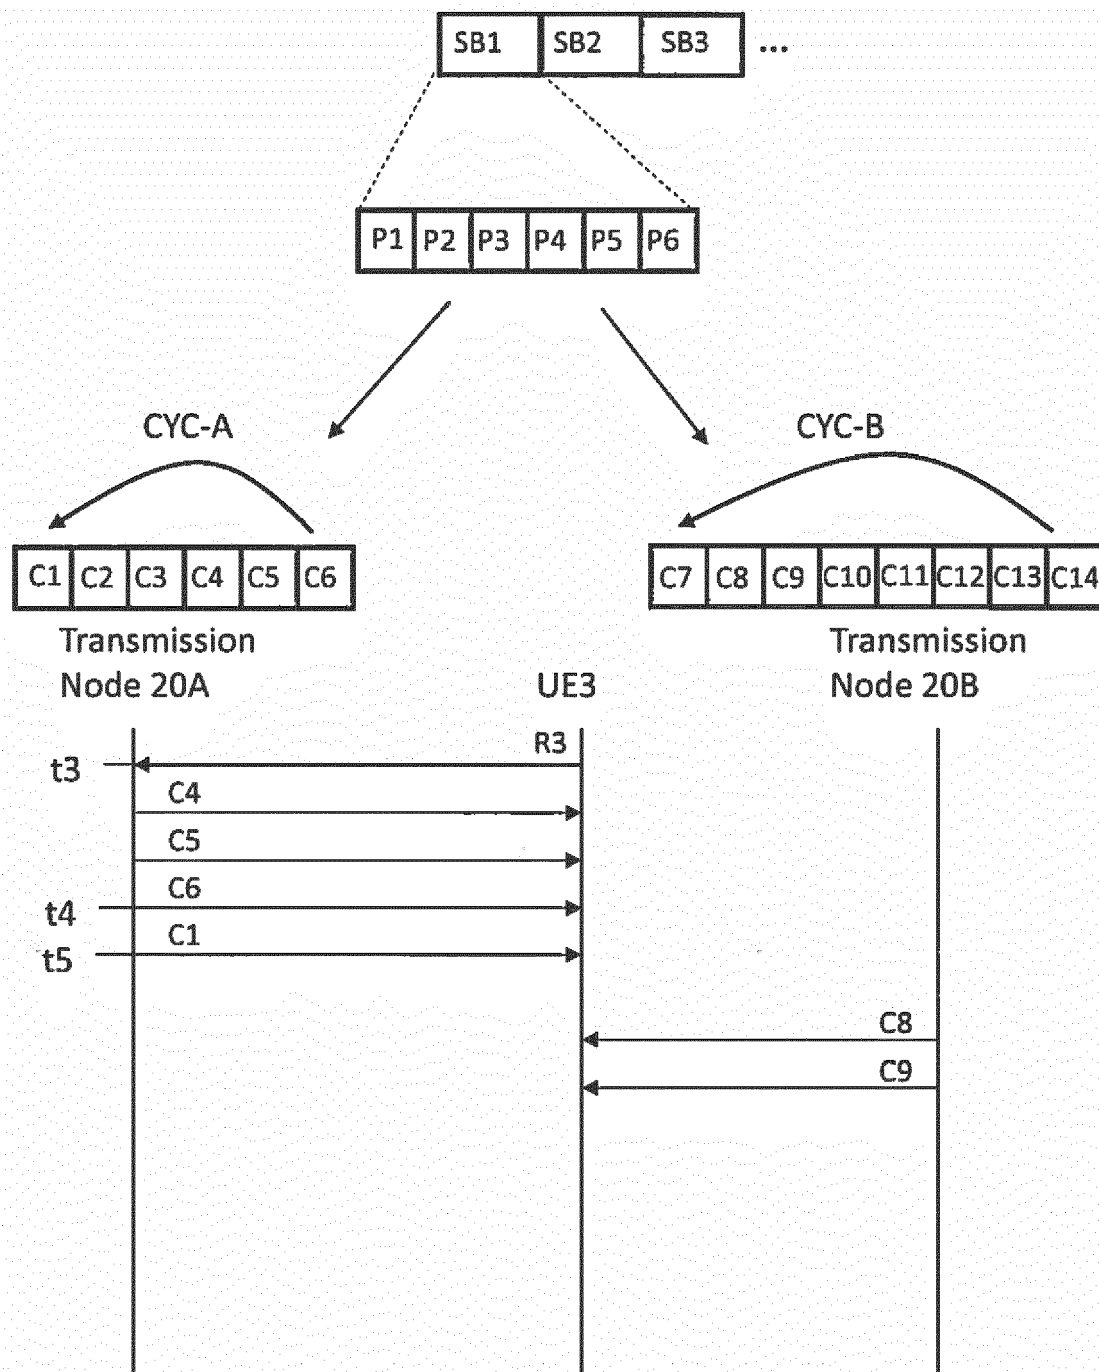 SB1 SB2 SB3 ...
P1 P2 P3 P4 P5 P6
CYC-A CYC-B
C1 C2 C3 C4 C5 C6 C7 C8 C9 C10 C11 C12 C13 C14
Transmission
Node 20A
UE3
Transmission
Node 20B
R3
t3
C4
C5
C6
t4
C1
t5
C8
C9